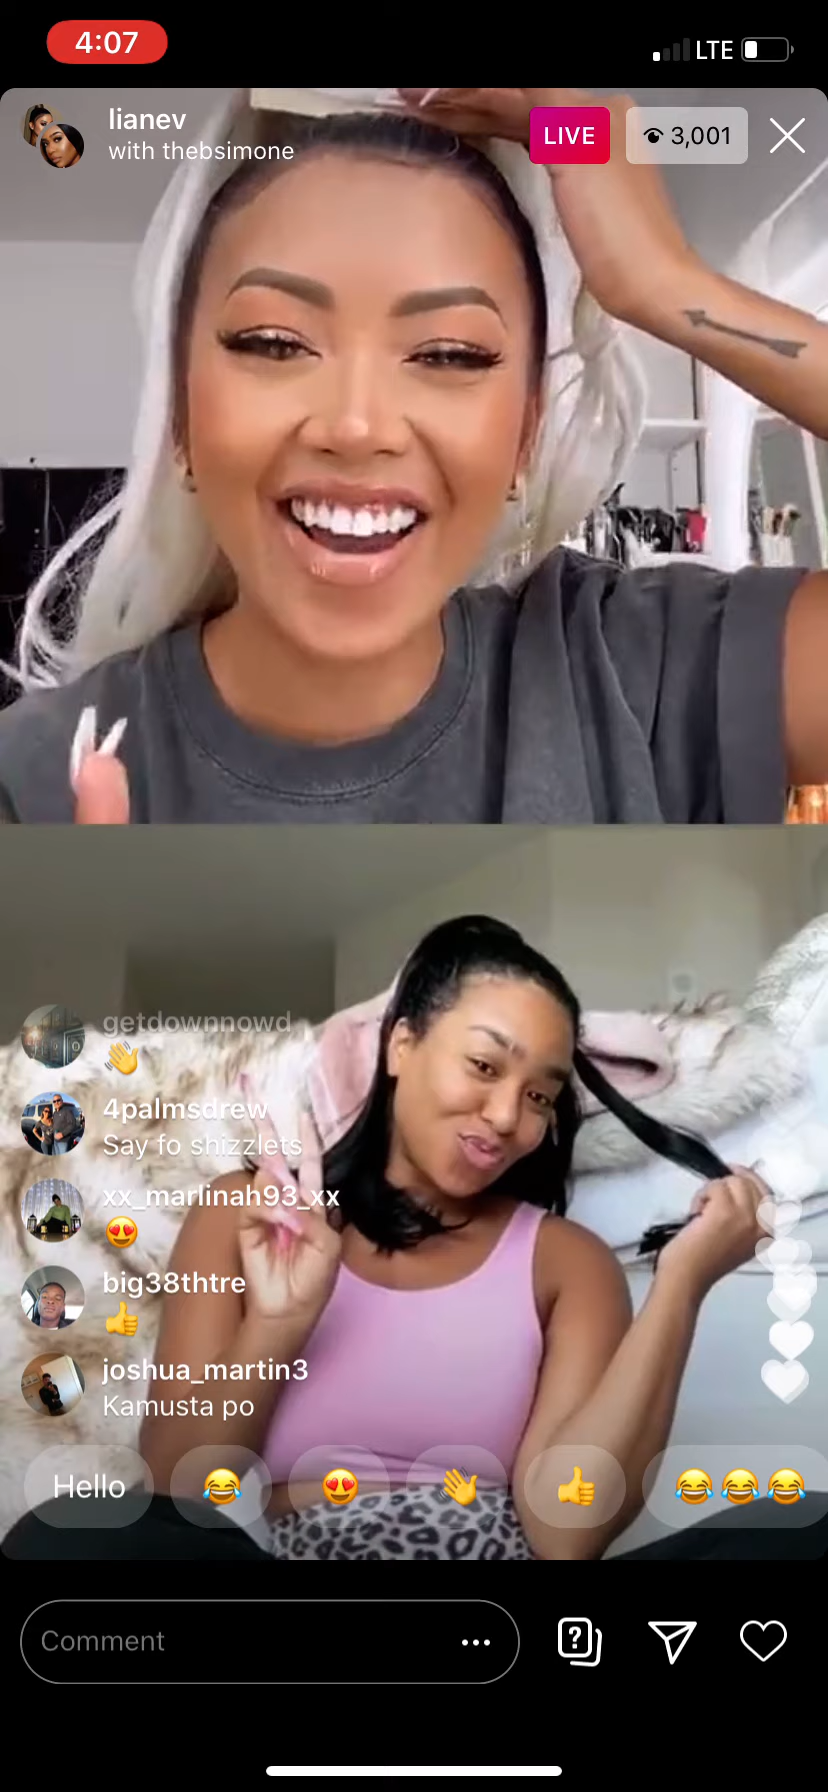 4:07
LTE
lianev
with thebsimone
LIVE
3,001
getdownnowd
👋
4palmsdrew
Say fo shizzlets
xx_marlinah93_xx
😍
big38thtre
👍
joshua_martin3
Kamusta po
Hello 😂 😍 👋 👍 😂😂😂
Comment